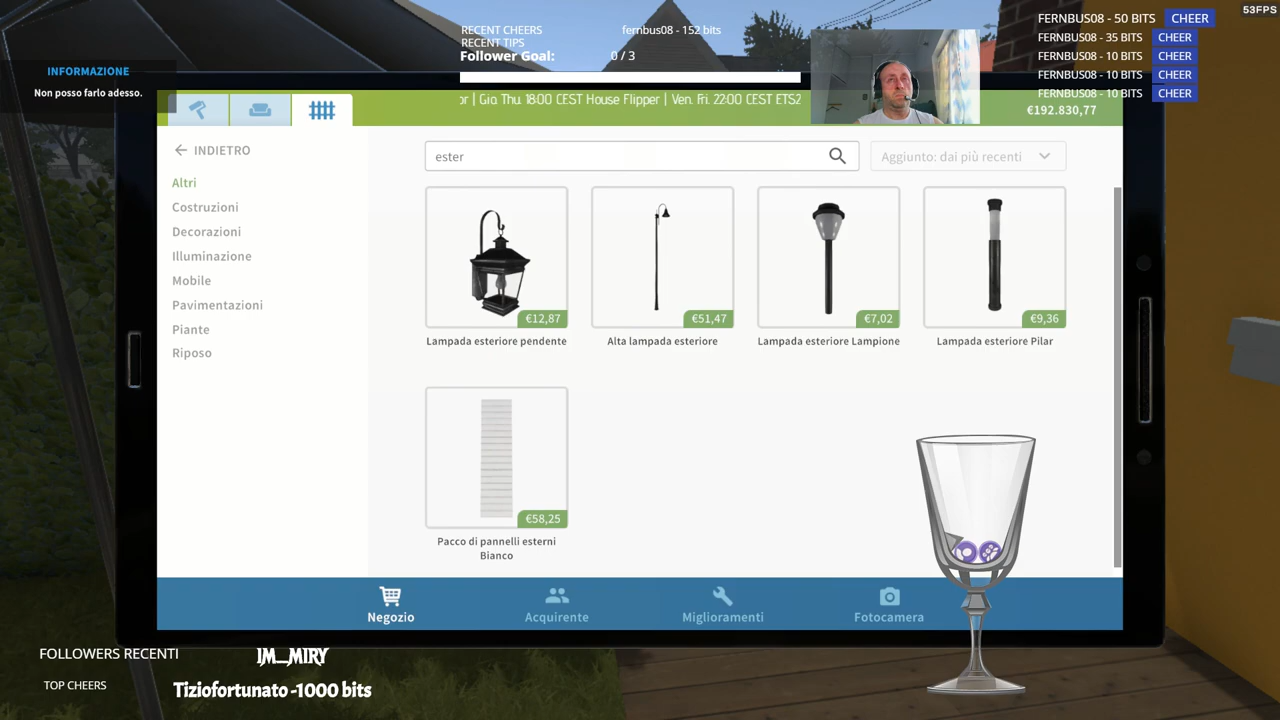 53FPS
RECENT CHEERS fernbus08 - 152 bits
RECENT TIPS
Follower Goal: 0 / 3
FERNBUS08 - 50 BITS CHEER
FERNBUS08 - 35 BITS CHEER
FERNBUS08 - 10 BITS CHEER
FERNBUS08 - 10 BITS CHEER
FERNBUS08 - 10 BITS CHEER
INFORMAZIONE
Non posso farlo adesso.
or | Gio. Thu. 18:00 CEST House Flipper | Ven. Fri. 22:00 CEST ETS2
€192.830,77
INDIETRO
ester
Aggiunto: dai più recenti
Altri
Costruzioni
Decorazioni
Illuminazione
Mobile
Pavimentazioni
Piante
Riposo
€12,87
€51,47
€7,02
€9,36
Lampada esteriore pendente
Alta lampada esteriore
Lampada esteriore Lampione
Lampada esteriore Pilar
€58,25
Pacco di pannelli esterni
Bianco
Negozio
Acquirente
Miglioramenti
Fotocamera
FOLLOWERS RECENTI IM__MIRY
TOP CHEERS Tiziofortunato -1000 bits